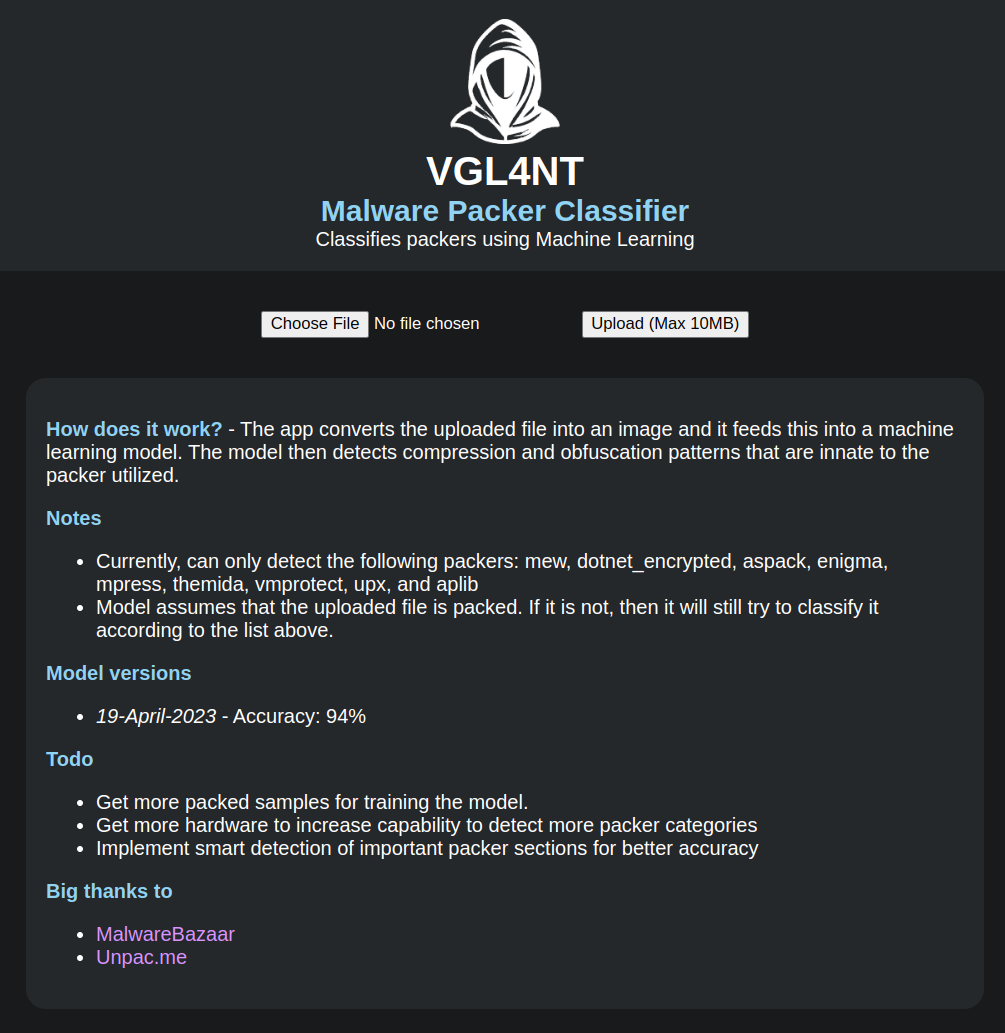 VGL4NT
Malware Packer Classifier
Classifies packers using Machine Learning
Choose File No file chosen Upload (Max 10MB)
How does it work? - The app converts the uploaded file into an image and it feeds this into a machine
learning model. The model then detects compression and obfuscation patterns that are innate to the
packer utilized.
Notes
• Currently, can only detect the following packers: mew, dotnet_encrypted, aspack, enigma,
mpress, themida, vmprotect, upx, and aplib
• Model assumes that the uploaded file is packed. If it is not, then it will still try to classify it
according to the list above.
Model versions
• 19-April-2023 - Accuracy: 94%
Todo
• Get more packed samples for training the model.
• Get more hardware to increase capability to detect more packer categories
• Implement smart detection of important packer sections for better accuracy
Big thanks to
• MalwareBazaar
• Unpac.me